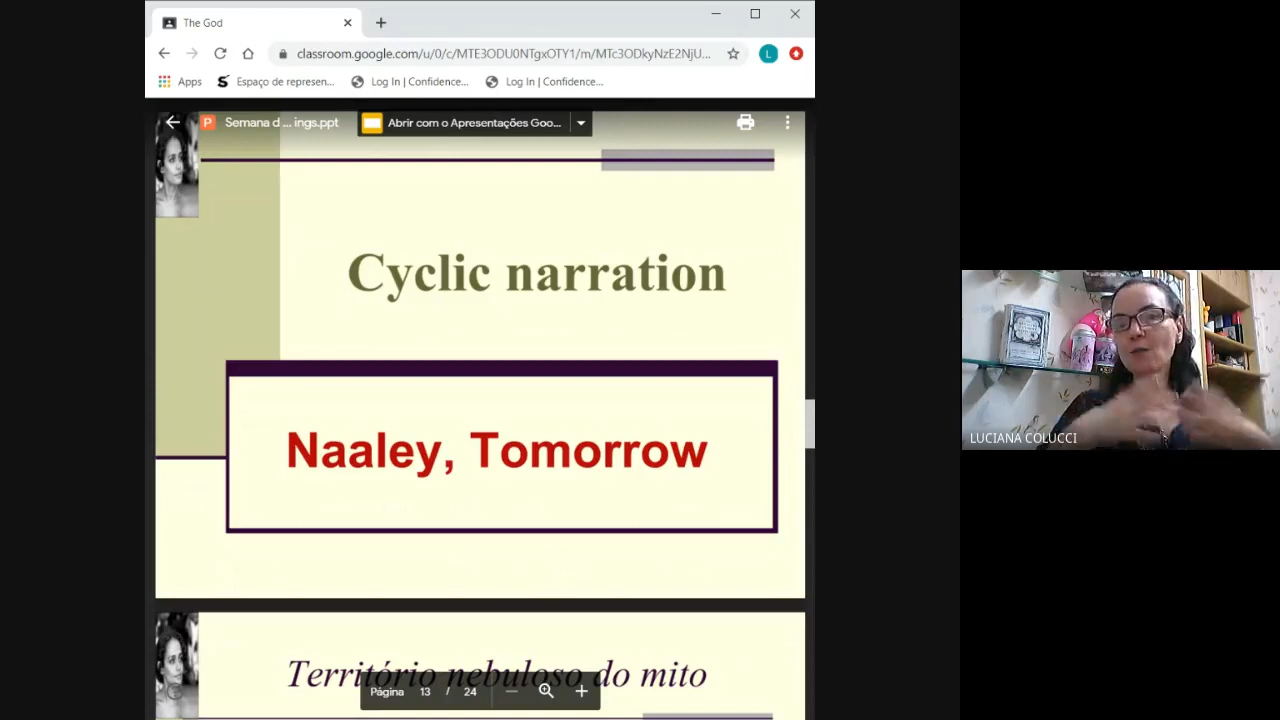 The God
classroom.google.com/u/0/c/MTE3ODU0NTgxOTY1/m/MTc3ODkyNzE2NjU...
L
Apps
Espaço de represen...
Log In | Confidence...
Log In | Confidence...
P
Semana d ... ings.ppt
Abrir com o Apresentações Goo...
Cyclic narration
Naaley, Tomorrow
Território nebuloso do mito
Página 13 / 24
LUCIANA COLUCCI